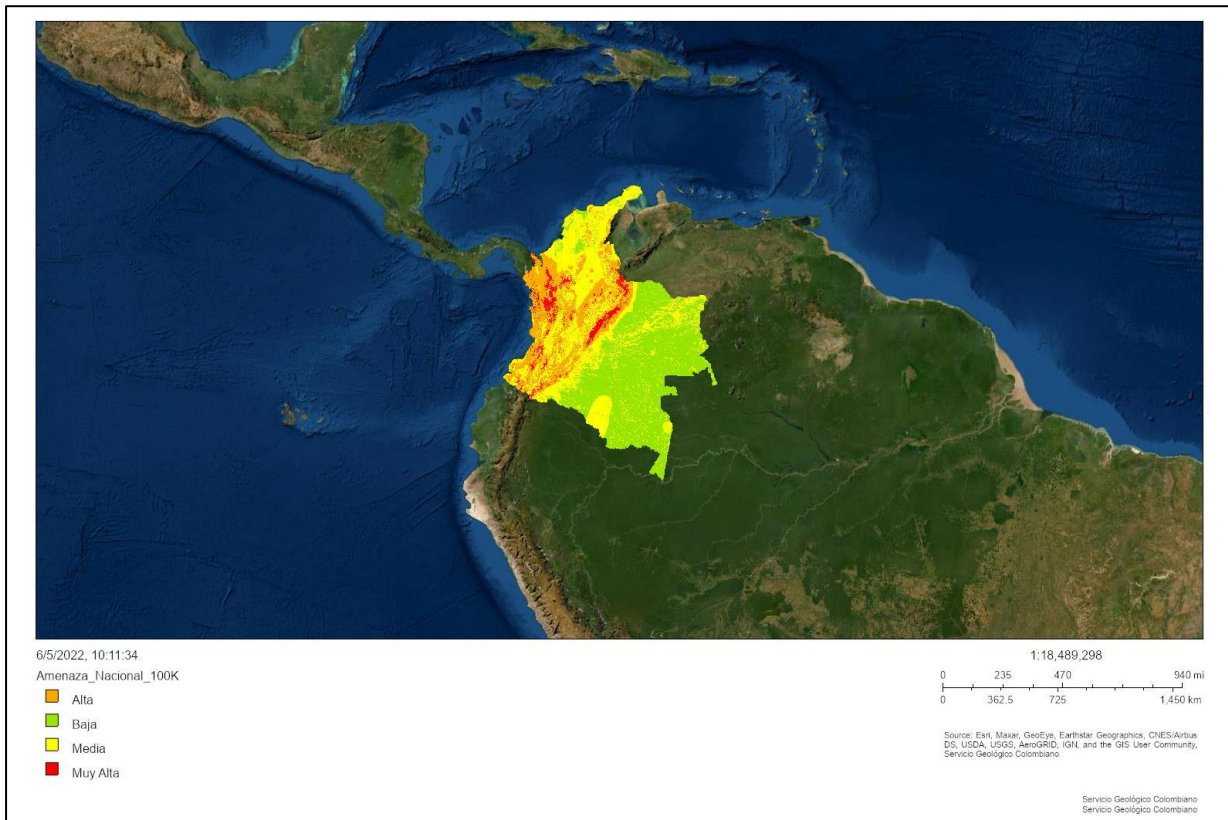 6/5/2022, 10:11:34
Amenaza_Nacional_100K
Alta
Baja
Media
Muy Alta
1:18,489,298
0 235 470 940 mi
0 362.5 725 1,450 km
Source: Esri, Maxar, GeoEye, Earthstar Geographics, CNES/Airbus
DS, USDA, USGS, AeroGRID, IGN, and the GIS User Community,
Servicio Geológico Colombiano
Servicio Geológico Colombiano
Servicio Geológico Colombiano